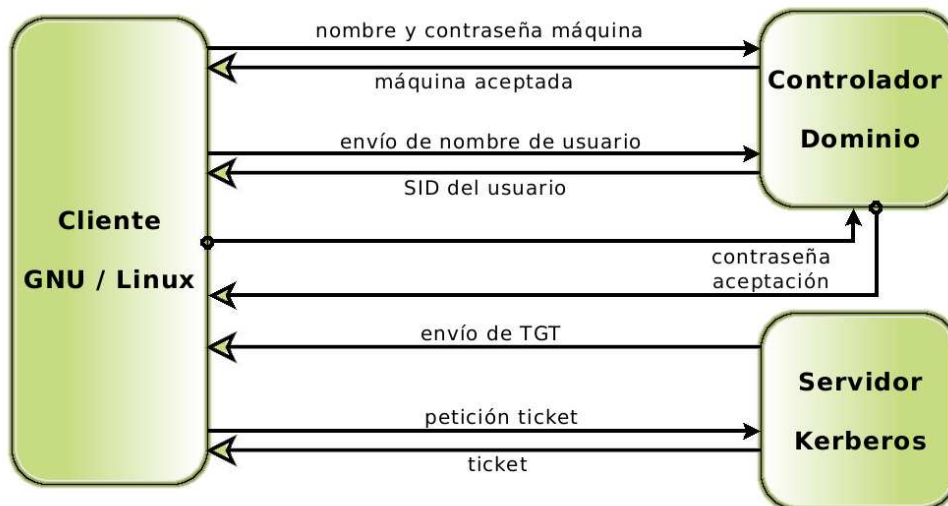 nombre y contraseña máquina
máquina aceptada
envío de nombre de usuario
SID del usuario
contraseña
aceptación
envío de TGT
petición ticket
ticket
Cliente
GNU / Linux
Controlador
Dominio
Servidor
Kerberos